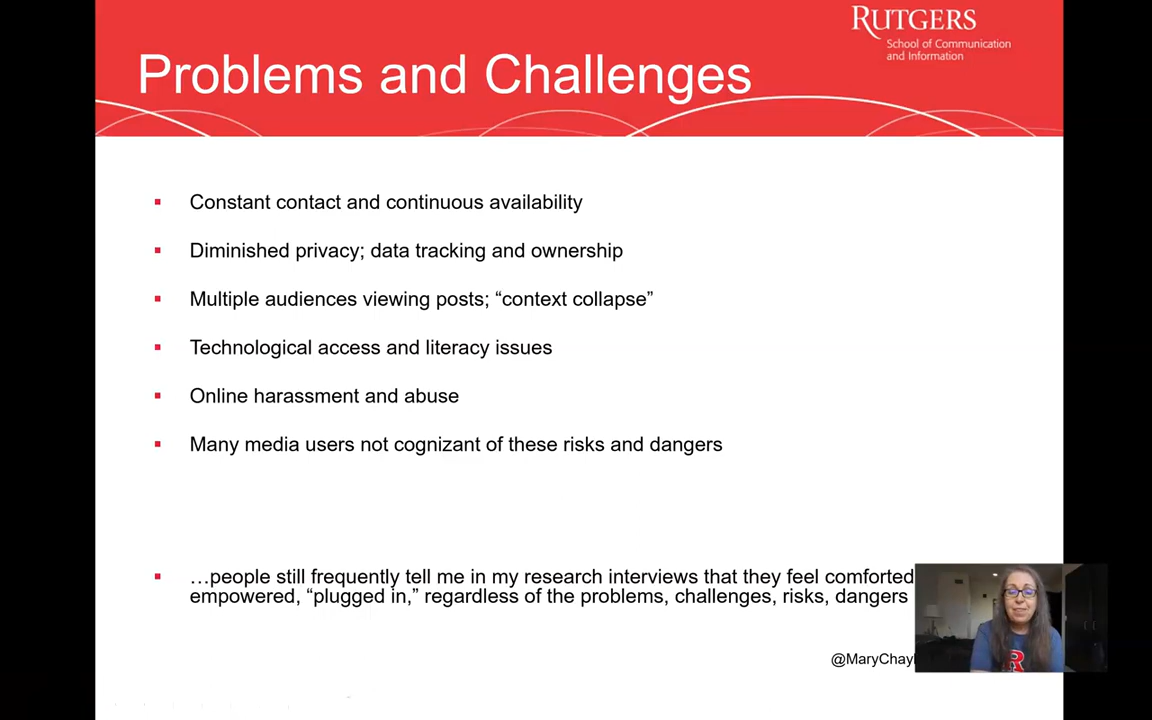 RUTGERS
School of Communication
and Information
Problems and Challenges
Constant contact and continuous availability
Diminished privacy; data tracking and ownership
Multiple audiences viewing posts; “context collapse”
Technological access and literacy issues
Online harassment and abuse
Many media users not cognizant of these risks and dangers
…people still frequently tell me in my research interviews that they feel comforted
empowered, “plugged in,” regardless of the problems, challenges, risks, dangers
R